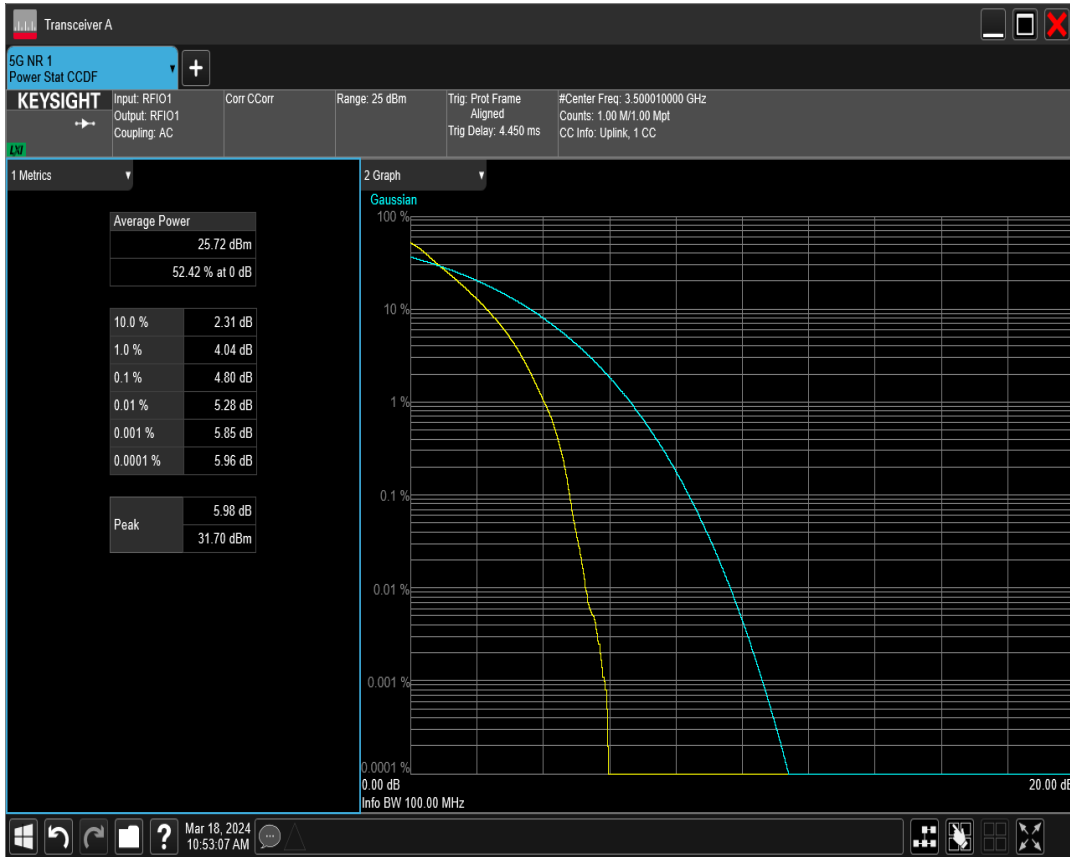 Transceiver A
5G NR 1
Power Stat CCDF
KEYSIGHT
LXI
Input: RFIO1
Output: RFIO1
Coupling: AC
Corr CCorr
Range: 25 dBm
Trig: Prot Frame
Aligned
Trig Delay: 4.450 ms
#Center Freq: 3.500010000 GHz
Counts: 1.00 M/1.00 Mpt
CC Info: Uplink, 1 CC
1 Metrics
Average Power
25.72 dBm
52.42 % at 0 dB
10.0 % 2.31 dB
1.0 % 4.04 dB
0.1 % 4.80 dB
0.01 % 5.28 dB
0.001 % 5.85 dB
0.0001 % 5.96 dB
Peak
5.98 dB
31.70 dBm
2 Graph
Gaussian
100 %
10 %
1 %
0.1 %
0.01 %
0.001 %
0.0001 %
0.00 dB 20.00 dB
Info BW 100.00 MHz
?
Mar 18, 2024
10:53:07 AM